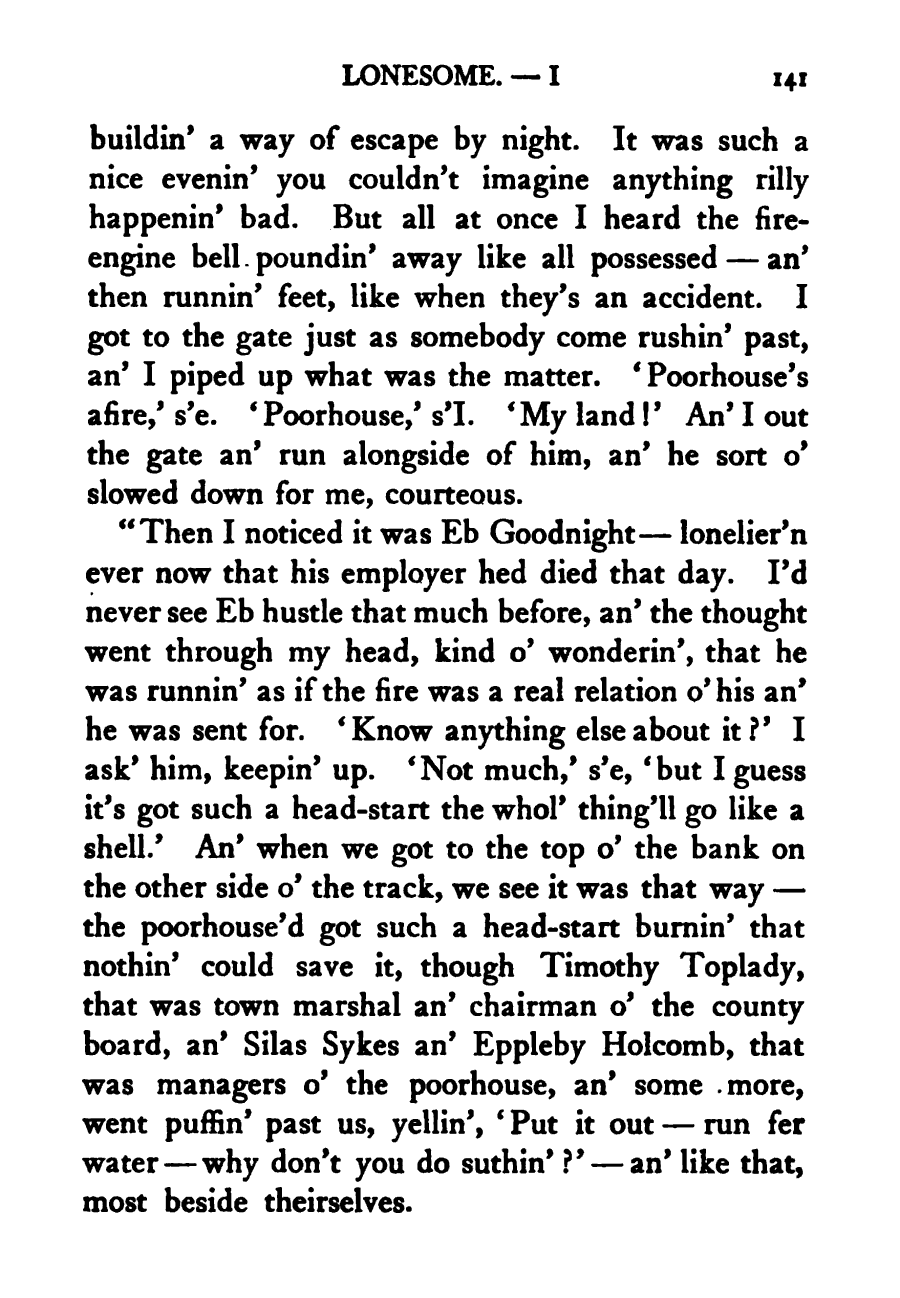 LONESOME. — I 141
buildin’ a way of escape by night. It was such a
nice evenin’ you couldn’t imagine anything rilly
happenin’ bad. But all at once I heard the fire-
engine bell poundin’ away like all possessed — an’
then runnin’ feet, like when they’s an accident. I
got to the gate just as somebody come rushin’ past,
an’ I piped up what was the matter. ‘Poorhouse’s
afire,’ s’e. ‘Poorhouse,’ s’I. ‘My land!’ An’ I out
the gate an’ run alongside of him, an’ he sort o’
slowed down for me, courteous.
“Then I noticed it was Eb Goodnight — lonelier’n
ever now that his employer hed died that day. I’d
never see Eb hustle that much before, an’ the thought
went through my head, kind o’ wonderin’, that he
was runnin’ as if the fire was a real relation o’ his an’
he was sent for. ‘Know anything else about it?’ I
ask’ him, keepin’ up. ‘Not much,’ s’e, ‘but I guess
it’s got such a head-start the whol’ thing’ll go like a
shell.’ An’ when we got to the top o’ the bank on
the other side o’ the track, we see it was that way —
the poorhouse’d got such a head-start burnin’ that
nothin’ could save it, though Timothy Toplady,
that was town marshal an’ chairman o’ the county
board, an’ Silas Sykes an’ Eppleby Holcomb, that
was managers o’ the poorhouse, an’ some more,
went puffin’ past us, yellin’, ‘Put it out — run fer
water — why don’t you do suthin’?’ — an’ like that,
most beside theirselves.